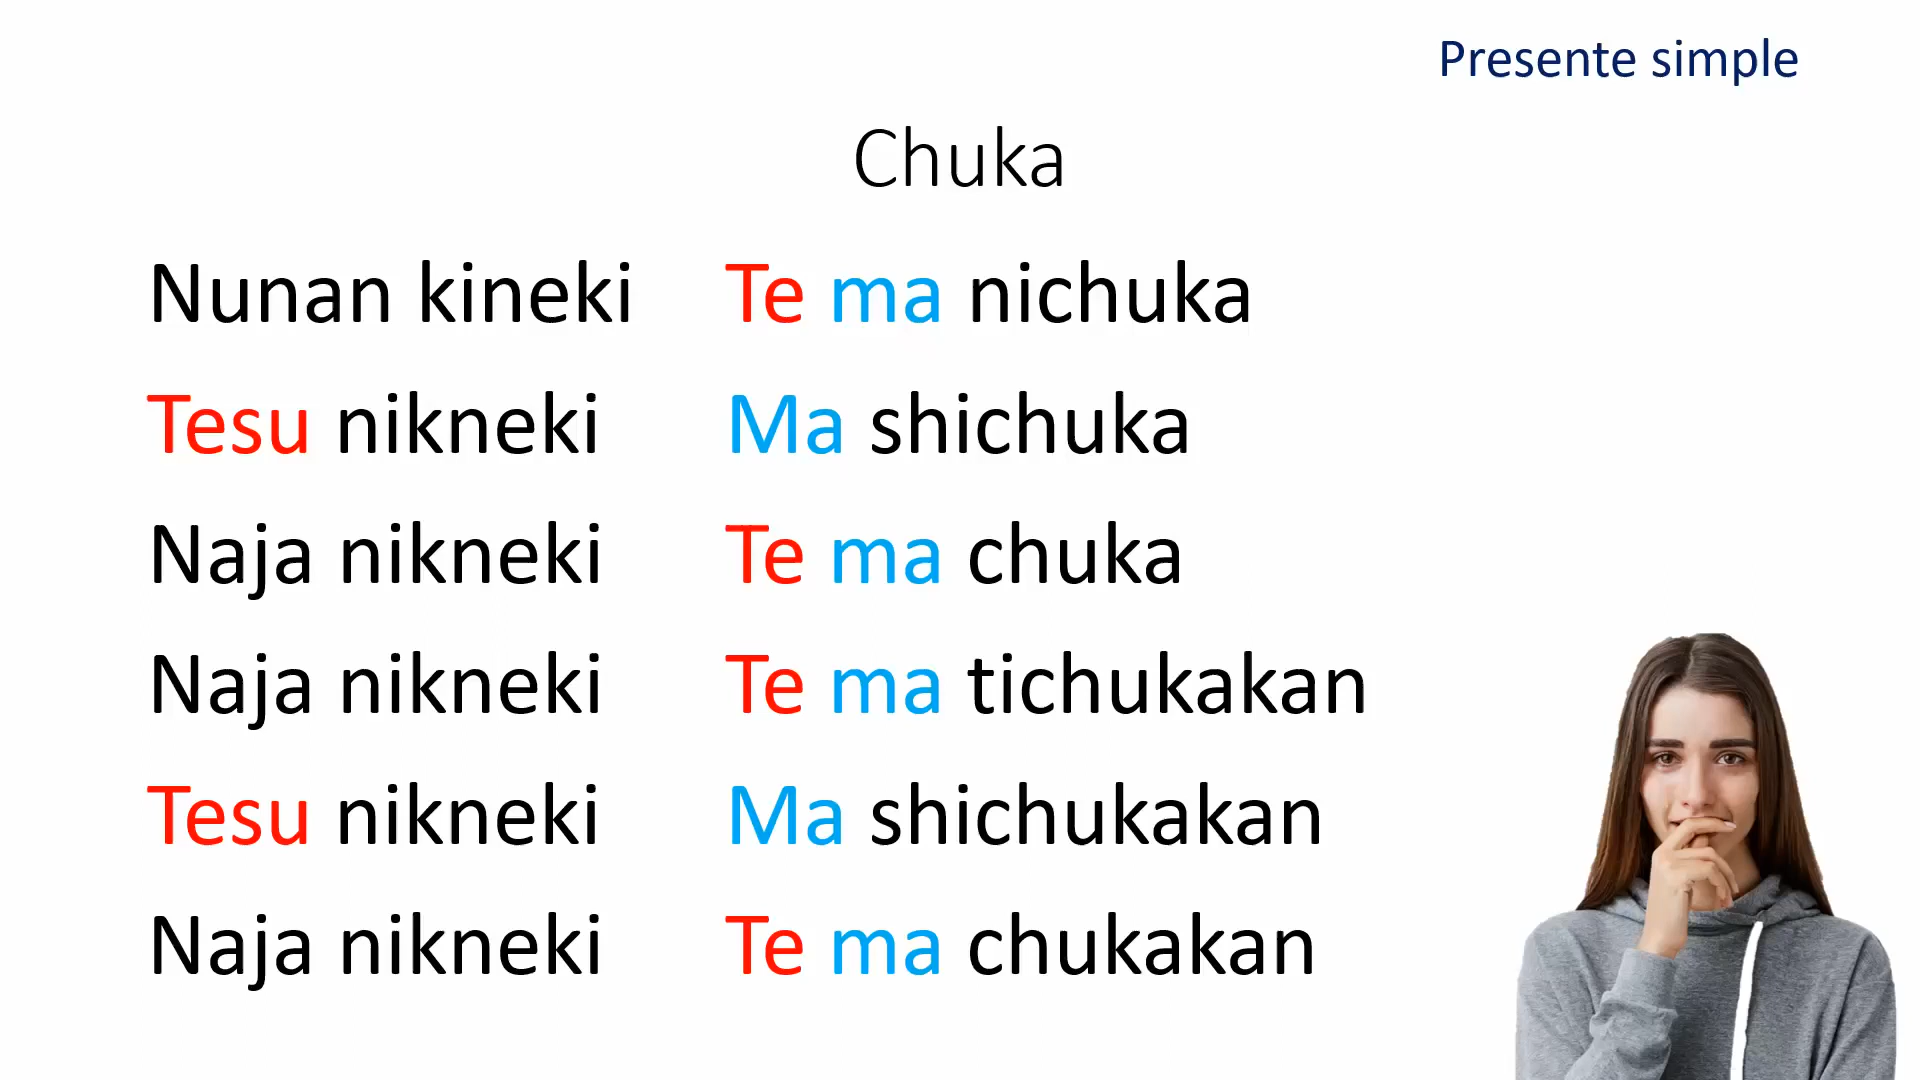 Presente simple
Chuka
Nunan kineki Te ma nichuka
Tesu nikneki Ma shichuka
Naja nikneki Te ma chuka
Naja nikneki Te ma tichukakan
Tesu nikneki Ma shichukakan
Naja nikneki Te ma chukakan